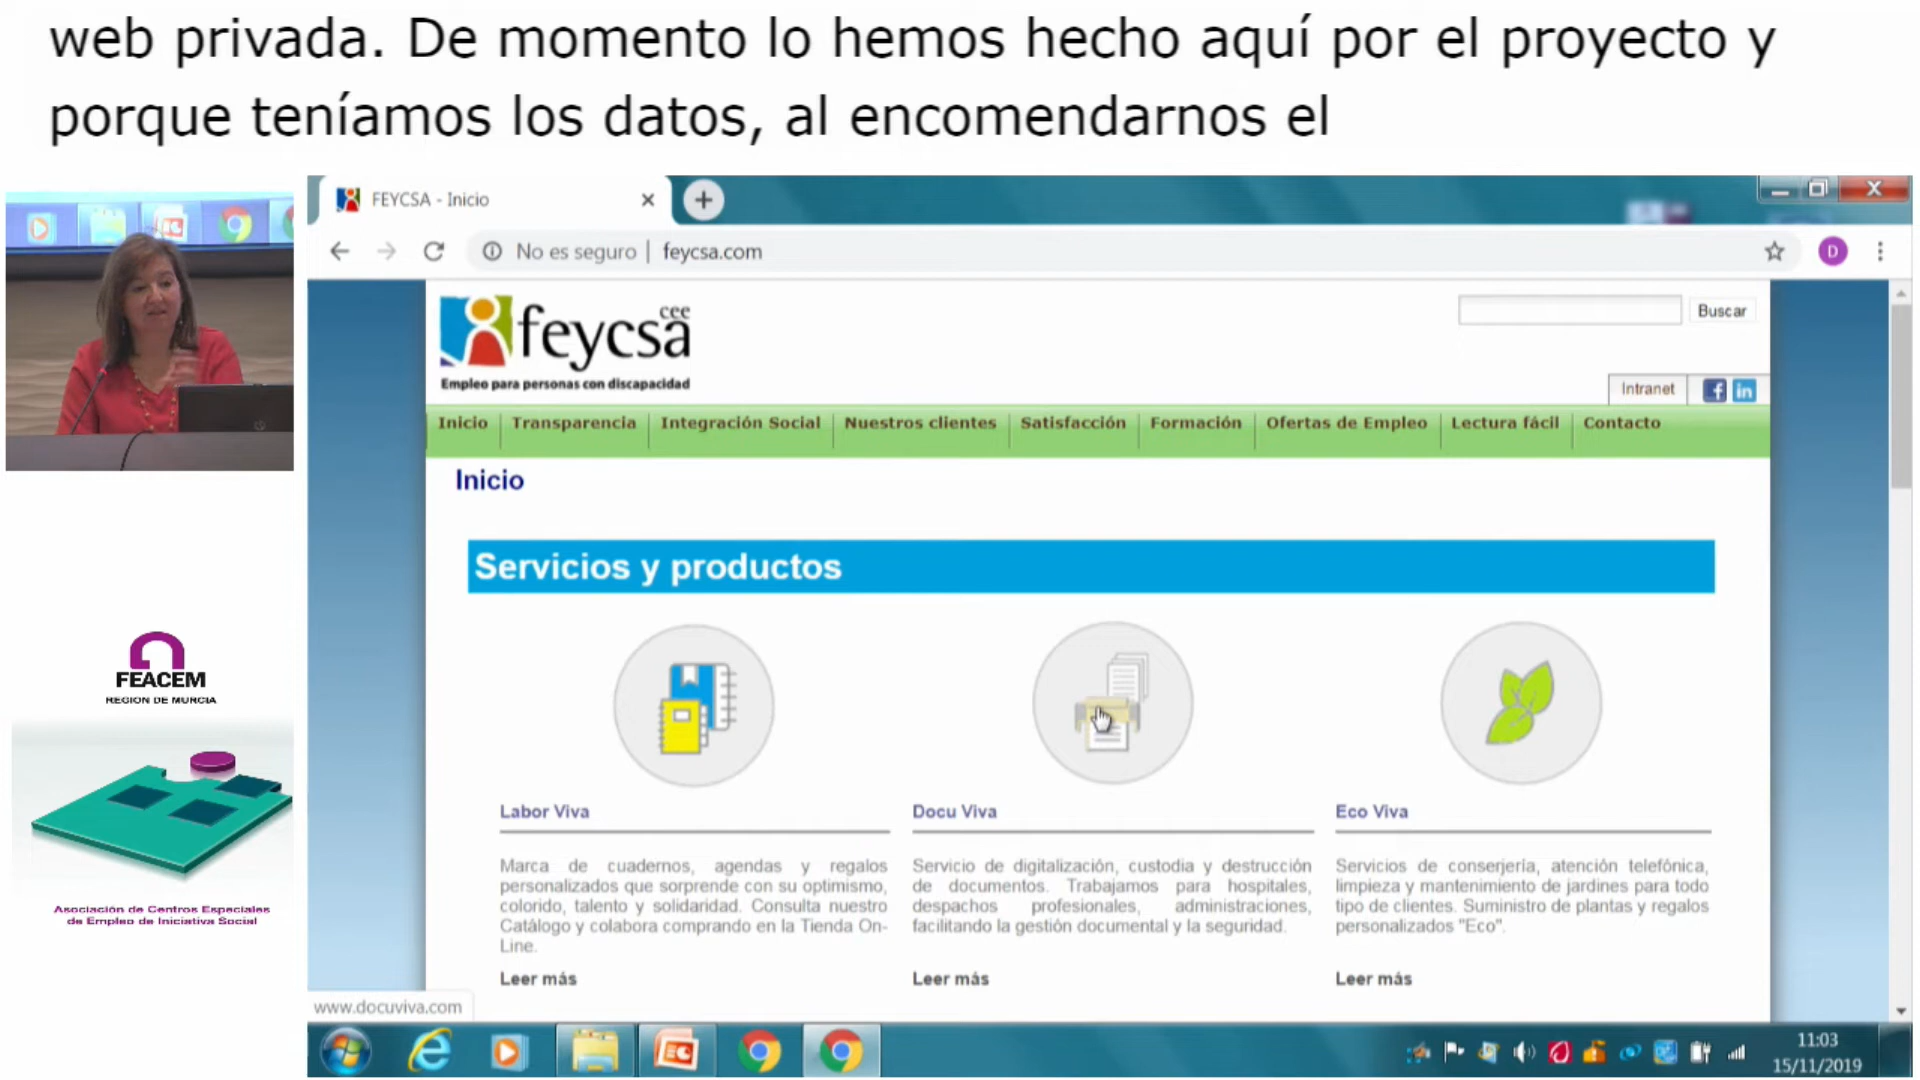 web privada. De momento lo hemos hecho aquí por el proyecto y
porque teníamos los datos, al encomendarnos el
FEYCSA - Inicio
No es seguro | feycsa.com
feycsa cee
Empleo para personas con discapacidad
Buscar
Intranet
Inicio
Transparencia
Integración Social
Nuestros clientes
Satisfacción
Formación
Ofertas de Empleo
Lectura fácil
Contacto
Inicio
Servicios y productos
Labor Viva
Marca de cuadernos, agendas y regalos
personalizados que sorprende con su optimismo,
colorido, talento y solidaridad. Consulta nuestro
Catálogo y colabora comprando en la Tienda On-
Line.
Leer más
Docu Viva
Servicio de digitalización, custodia y destrucción
de documentos. Trabajamos para hospitales,
despachos profesionales, administraciones,
facilitando la gestión documental y la seguridad.
Leer más
Eco Viva
Servicios de conserjería, atención telefónica,
limpieza y mantenimiento de jardines para todo
tipo de clientes. Suministro de plantas y regalos
personalizados "Eco".
Leer más
www.docuviva.com
11:03
15/11/2019
FEACEM
REGION DE MURCIA
Asociación de Centros Especiales
de Empleo de Iniciativa Social